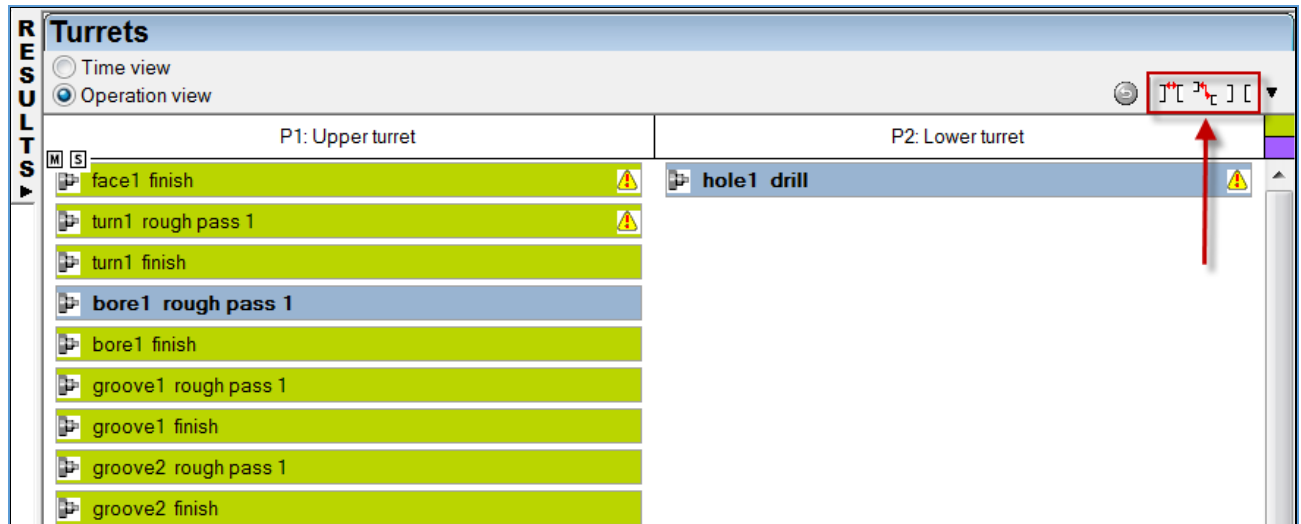 RESULTS
Turrets
Time view
Operation view
] [ ] [ ] [
P1: Upper turret
P2: Lower turret
M S
face1 finish
hole1 drill
turn1 rough pass 1
turn1 finish
bore1 rough pass 1
bore1 finish
groove1 rough pass 1
groove1 finish
groove2 rough pass 1
groove2 finish